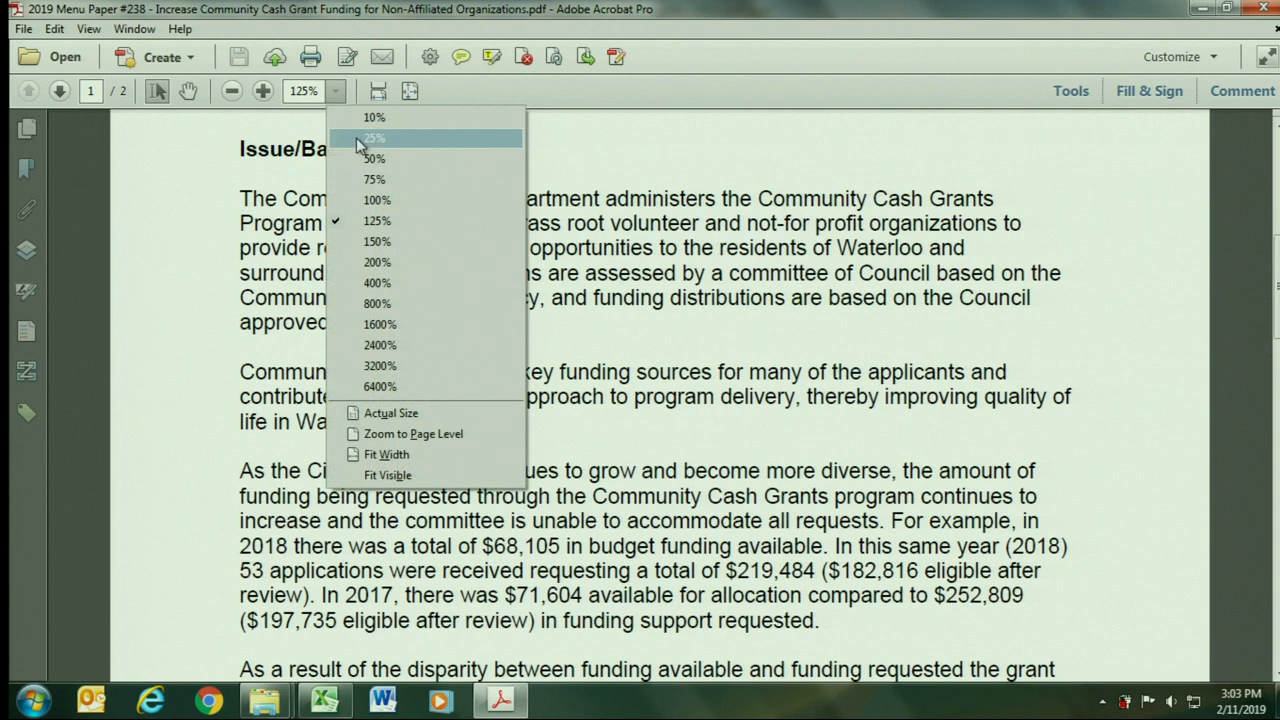 2019 Menu Paper #238 - Increase Community Cash Grant Funding for Non-Affiliated Organizations.pdf - Adobe Acrobat Pro
File Edit View Window Help
Open Create Customize
1 / 2 125% Tools Fill & Sign Comment
10%
25%
50%
75%
100%
125%
150%
200%
400%
800%
1600%
2400%
3200%
6400%
Actual Size
Zoom to Page Level
Fit Width
Fit Visible
Issue/Ba
The Com artment administers the Community Cash Grants
Program ass root volunteer and not-for profit organizations to
provide r opportunities to the residents of Waterloo and
surround ns are assessed by a committee of Council based on the
Commun cy, and funding distributions are based on the Council
approved
Commun key funding sources for many of the applicants and
contribute pproach to program delivery, thereby improving quality of
life in Wa
As the Ci ues to grow and become more diverse, the amount of
funding being requested through the Community Cash Grants program continues to
increase and the committee is unable to accommodate all requests. For example, in
2018 there was a total of $68,105 in budget funding available. In this same year (2018)
53 applications were received requesting a total of $219,484 ($182,816 eligible after
review). In 2017, there was $71,604 available for allocation compared to $252,809
($197,735 eligible after review) in funding support requested.
As a result of the disparity between funding available and funding requested the grant
3:03 PM
2/11/2019